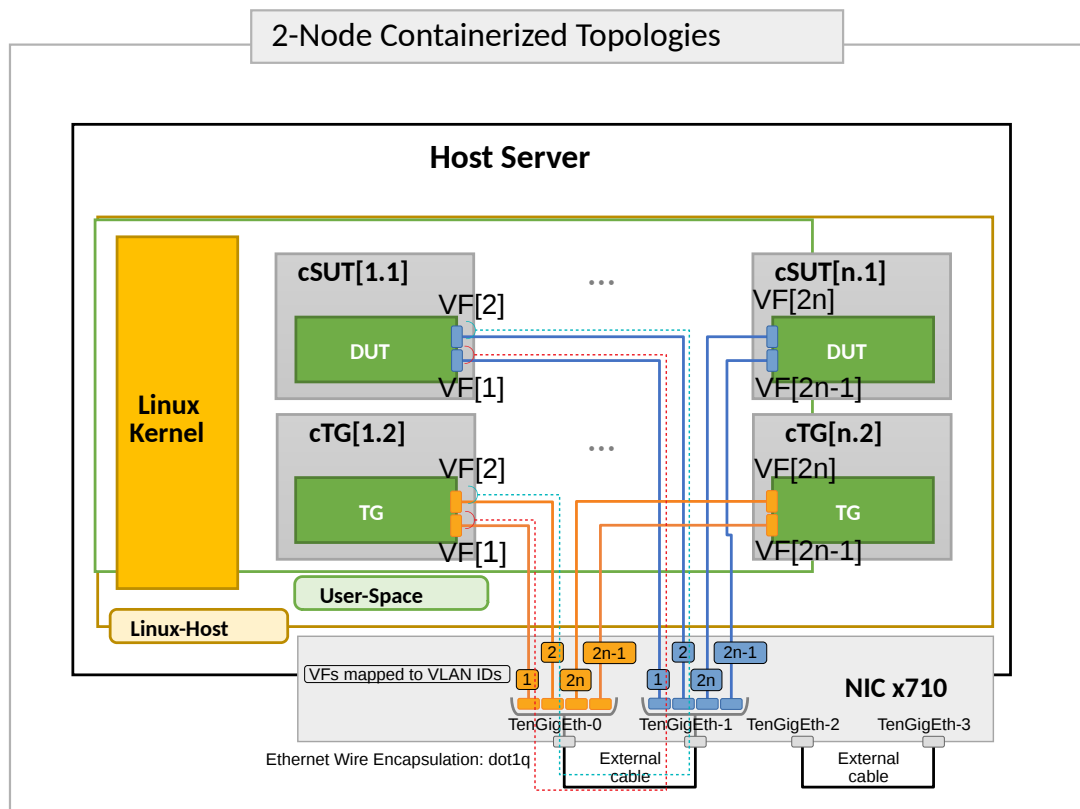 2-Node Containerized Topologies
Host Server
cSUT[1.1]
...
cSUT[n.1]
VF[2]
VF[2n]
DUT
DUT
VF[1]
VF[2n-1]
Linux
Kernel
cTG[1.2]
...
cTG[n.2]
VF[2]
VF[2n]
TG
TG
VF[1]
VF[2n-1]
User-Space
Linux-Host
2
2n-1
2
2n-1
VFs mapped to VLAN IDs
1
2n
1
2n
NIC x710
TenGigEth-0
TenGigEth-1
TenGigEth-2
TenGigEth-3
Ethernet Wire Encapsulation: dot1q
External
cable
External
cable